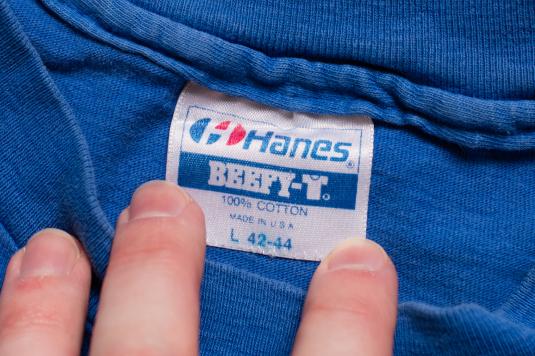 Hanes®
BEEFY-T®
100% COTTON
MADE IN U S A
L 42-44